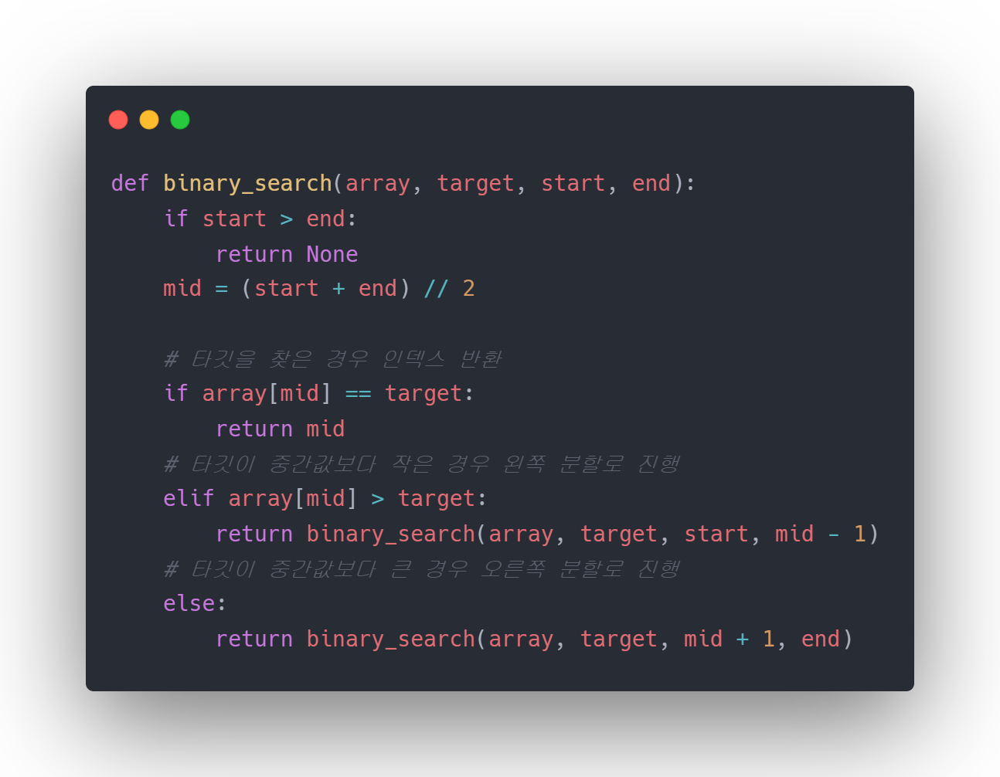 def binary_search(array, target, start, end):
    if start > end:
        return None
    mid = (start + end) // 2

    # 타깃을 찾은 경우 인덱스 반환
    if array[mid] == target:
        return mid
    # 타깃이 중간값보다 작은 경우 왼쪽 분할로 진행
    elif array[mid] > target:
        return binary_search(array, target, start, mid - 1)
    # 타깃이 중간값보다 큰 경우 오른쪽 분할로 진행
    else:
        return binary_search(array, target, mid + 1, end)